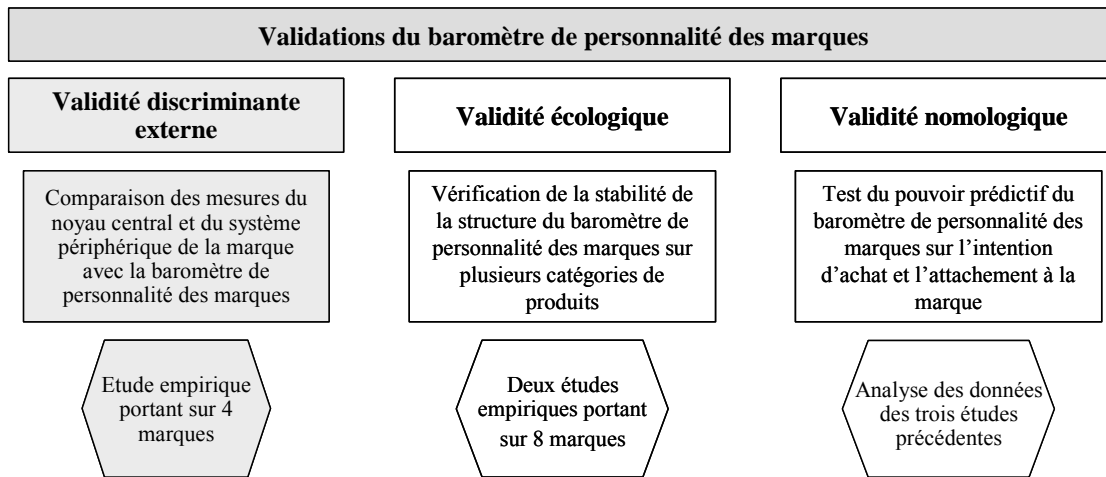 Validations du baromètre de personnalité des marques
Validité discriminante
externe
Comparaison des mesures du
noyau central et du système
périphérique de la marque
avec la baromètre de
personnalité des marques
Etude empirique
portant sur 4
marques
Validité écologique
Vérification de la stabilité de
la structure du baromètre de
personnalité des marques sur
plusieurs catégories de
produits
Deux études
empiriques portant
sur 8 marques
Validité nomologique
Test du pouvoir prédictif du
baromètre de personnalité des
marques sur l’intention
d’achat et l’attachement à la
marque
Analyse des données
des trois études
précédentes